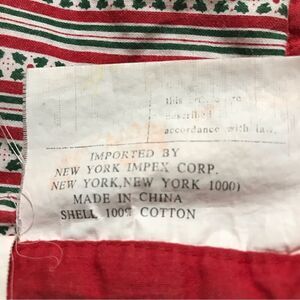 this
described
accordance with law.
IMPORTED BY
NEW YORK IMPEX CORP.
NEW YORK,NEW YORK 1000)
MADE IN CHINA
SHELL 100% COTTON